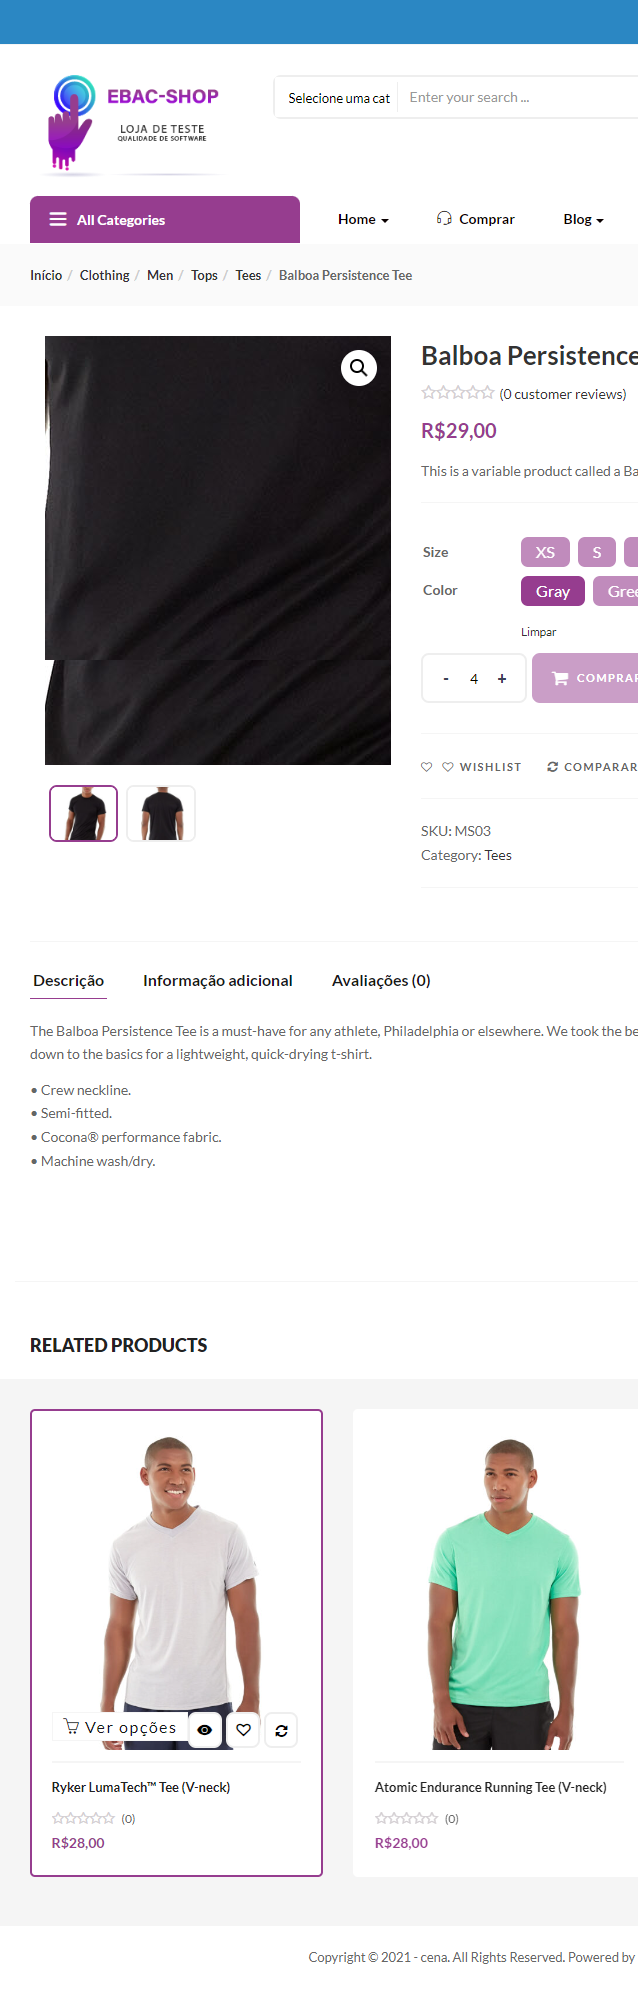 EBAC-SHOP
LOJA DE TESTE
QUALIDADE DE SOFTWARE
Selecione uma cat
Enter your search ...
All Categories
Home
Comprar
Blog
Início / Clothing / Men / Tops / Tees / Balboa Persistence Tee
Balboa Persistence
(0 customer reviews)
R$29,00
This is a variable product called a Ba
Size XS S
Color Gray Gree
Limpar
- 4 + COMPRAR
WISHLIST COMPARAR
SKU: MS03
Category: Tees
Descrição Informação adicional Avaliações (0)
The Balboa Persistence Tee is a must-have for any athlete, Philadelphia or elsewhere. We took the be
down to the basics for a lightweight, quick-drying t-shirt.
• Crew neckline.
• Semi-fitted.
• Cocona® performance fabric.
• Machine wash/dry.
RELATED PRODUCTS
Ver opções
Ryker LumaTech™ Tee (V-neck)
(0)
R$28,00
Atomic Endurance Running Tee (V-neck)
(0)
R$28,00
Copyright © 2021 - cena. All Rights Reserved. Powered by